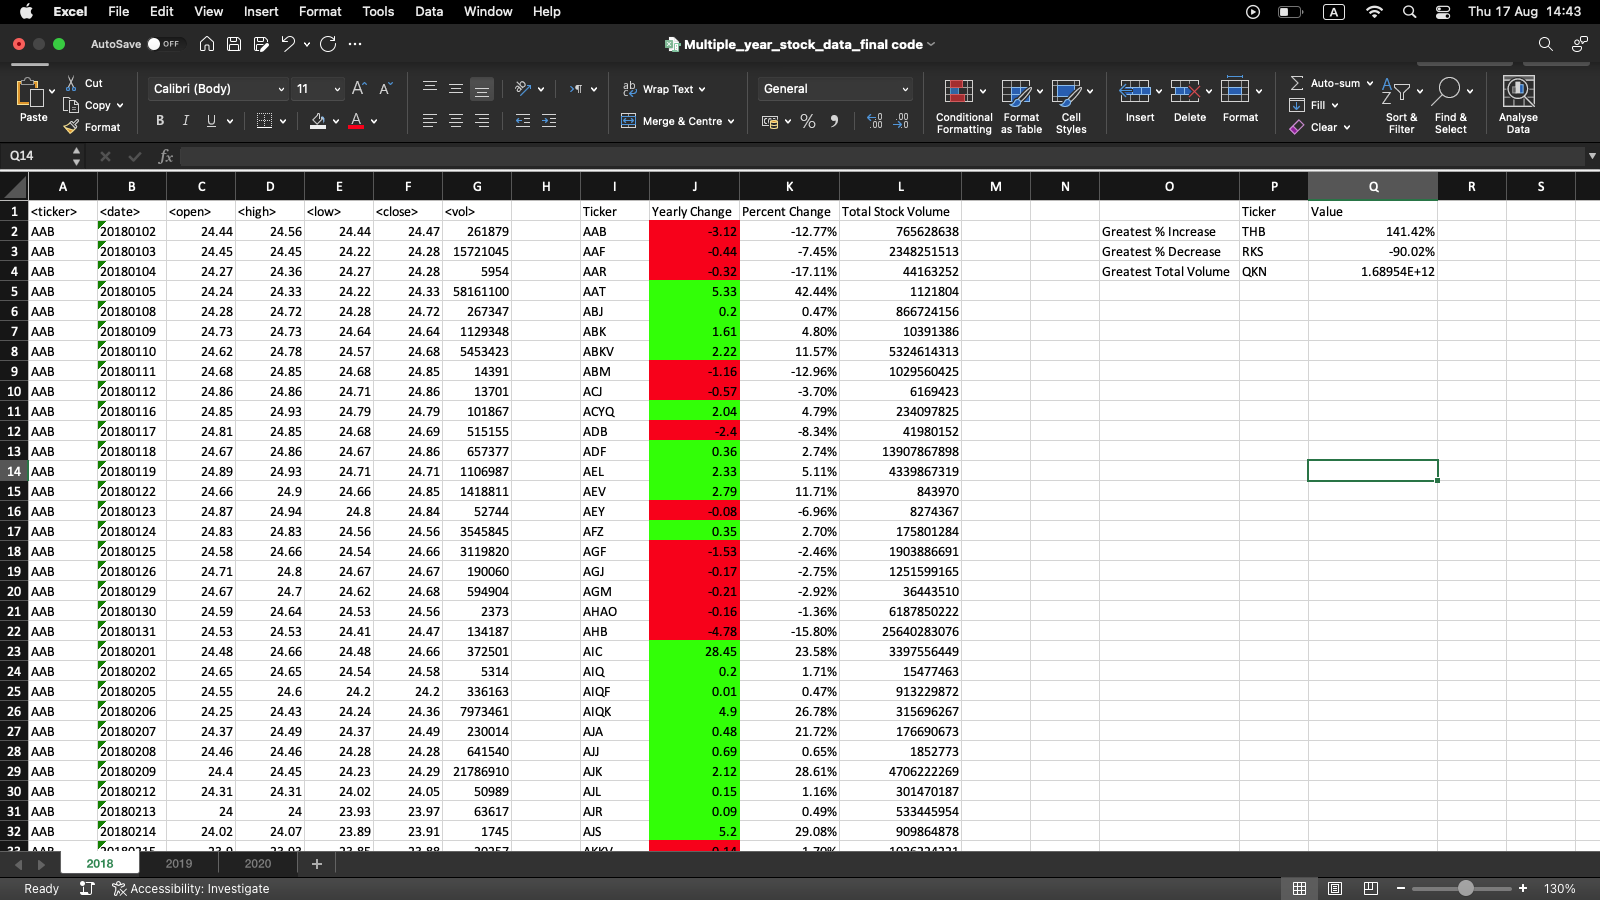 Excel File Edit View Insert Format Tools Data Window Help A Thu 17 Aug 14:43
AutoSave OFF Multiple_year_stock_data_final code
Paste Cut Copy Format
Calibri (Body) 11 A A
B I U A
ab Wrap Text
Merge & Centre
General
% 9
Conditional Formatting Format as Table Cell Styles Insert Delete Format
Auto-sum Fill Clear
Sort & Filter Find & Select Analyse Data
Q14 fx
A B C D E F G H I J K L M N O P Q R S
1 <ticker> <date> <open> <high> <low> <close> <vol> Ticker Yearly Change Percent Change Total Stock Volume Ticker Value
2 AAB 20180102 24.44 24.56 24.44 24.47 261879 AAB -3.12 -12.77% 765628638 Greatest % Increase THB 141.42%
3 AAB 20180103 24.45 24.45 24.22 24.28 15721045 AAF -0.44 -7.45% 2348251513 Greatest % Decrease RKS -90.02%
4 AAB 20180104 24.27 24.36 24.27 24.28 5954 AAR -0.32 -17.11% 44163252 Greatest Total Volume QKN 1.68954E+12
5 AAB 20180105 24.24 24.33 24.22 24.33 58161100 AAT 5.33 42.44% 1121804
6 AAB 20180108 24.28 24.72 24.28 24.72 267347 ABJ 0.2 0.47% 866724156
7 AAB 20180109 24.73 24.73 24.64 24.64 1129348 ABK 1.61 4.80% 10391386
8 AAB 20180110 24.62 24.78 24.57 24.68 5453423 ABKV 2.22 11.57% 5324614313
9 AAB 20180111 24.68 24.85 24.68 24.85 14391 ABM -1.16 -12.96% 1029560425
10 AAB 20180112 24.86 24.86 24.71 24.86 13701 ACJ -0.57 -3.70% 6169423
11 AAB 20180116 24.85 24.93 24.79 24.79 101867 ACYQ 2.04 4.79% 234097825
12 AAB 20180117 24.81 24.85 24.68 24.69 515155 ADB -2.4 -8.34% 41980152
13 AAB 20180118 24.67 24.86 24.67 24.86 657377 ADF 0.36 2.74% 13907867898
14 AAB 20180119 24.89 24.93 24.71 24.71 1106987 AEL 2.33 5.11% 4339867319
15 AAB 20180122 24.66 24.9 24.66 24.85 1418811 AEV 2.79 11.71% 843970
16 AAB 20180123 24.87 24.94 24.8 24.84 52744 AEY -0.08 -6.96% 8274367
17 AAB 20180124 24.83 24.83 24.56 24.56 3545845 AFZ 0.35 2.70% 175801284
18 AAB 20180125 24.58 24.66 24.54 24.66 3119820 AGF -1.53 -2.46% 1903886691
19 AAB 20180126 24.71 24.8 24.67 24.67 190060 AGJ -0.17 -2.75% 1251599165
20 AAB 20180129 24.67 24.7 24.62 24.68 594904 AGM -0.21 -2.92% 36443510
21 AAB 20180130 24.59 24.64 24.53 24.56 2373 AHAO -0.16 -1.36% 6187850222
22 AAB 20180131 24.53 24.53 24.41 24.47 134187 AHB -4.78 -15.80% 25640283076
23 AAB 20180201 24.48 24.66 24.48 24.66 372501 AIC 28.45 23.58% 3397556449
24 AAB 20180202 24.65 24.65 24.54 24.58 5314 AIQ 0.2 1.71% 15477463
25 AAB 20180205 24.55 24.6 24.2 24.2 336163 AIQF 0.01 0.47% 913229872
26 AAB 20180206 24.25 24.43 24.24 24.36 7973461 AIQK 4.9 26.78% 315696267
27 AAB 20180207 24.37 24.49 24.37 24.49 230014 AJA 0.48 21.72% 176690673
28 AAB 20180208 24.46 24.46 24.28 24.28 641540 AJJ 0.69 0.65% 1852773
29 AAB 20180209 24.4 24.45 24.23 24.29 21786910 AJK 2.12 28.61% 4706222269
30 AAB 20180212 24.31 24.31 24.02 24.05 50989 AJL 0.15 1.16% 301470187
31 AAB 20180213 24 24 23.93 23.97 63617 AJR 0.09 0.49% 533445954
32 AAB 20180214 24.02 24.07 23.89 23.91 1745 AJS 5.2 29.08% 909864878
2018 2019 2020 +
Ready Accessibility: Investigate 130%